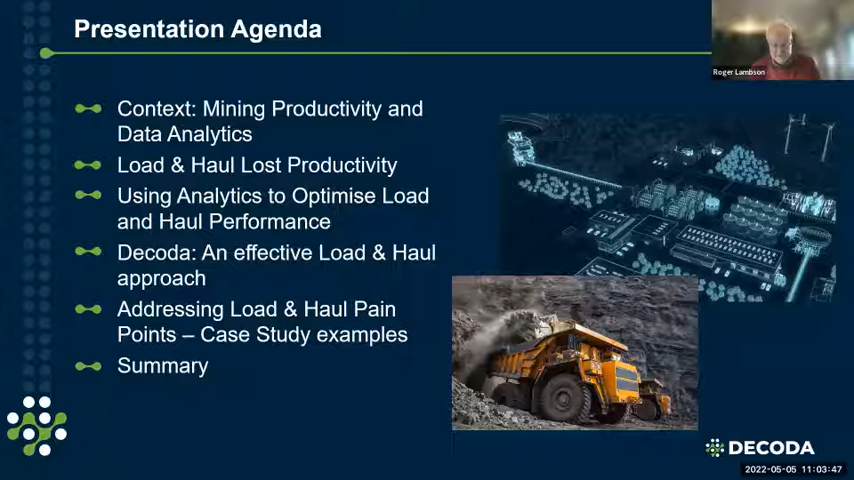 Presentation Agenda
Roger Lambson
Context: Mining Productivity and
Data Analytics
Load & Haul Lost Productivity
Using Analytics to Optimise Load
and Haul Performance
Decoda: An effective Load & Haul
approach
Addressing Load & Haul Pain
Points – Case Study examples
Summary
DECODA
2022-05-05 11:03:47